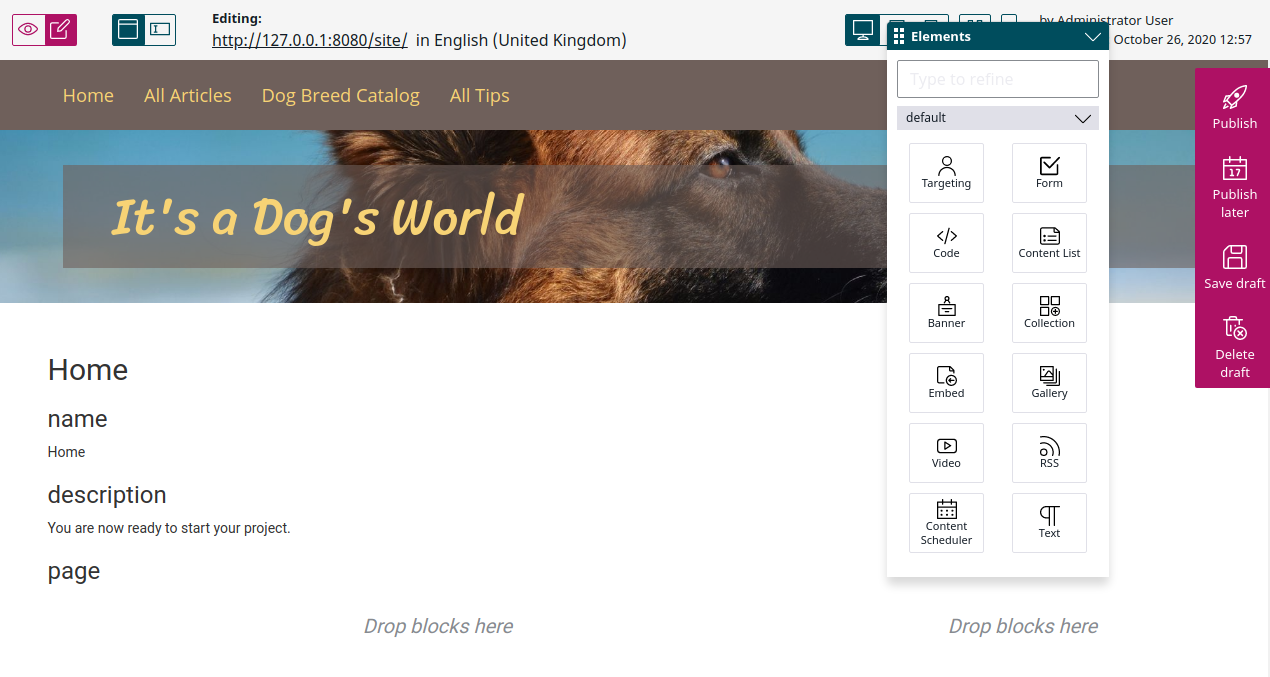 Editing:
http://127.0.0.1:8080/site/ in English (United Kingdom)
by Administrator User
October 26, 2020 12:57
Elements
Type to refine
default
Targeting
Form
Code
Content List
Banner
Collection
Embed
Gallery
Video
RSS
Content
Scheduler
Text
Publish
17
Publish
later
Save draft
Delete
draft
Home
All Articles
Dog Breed Catalog
All Tips
It's a Dog's World
Home
name
Home
description
You are now ready to start your project.
page
Drop blocks here
Drop blocks here